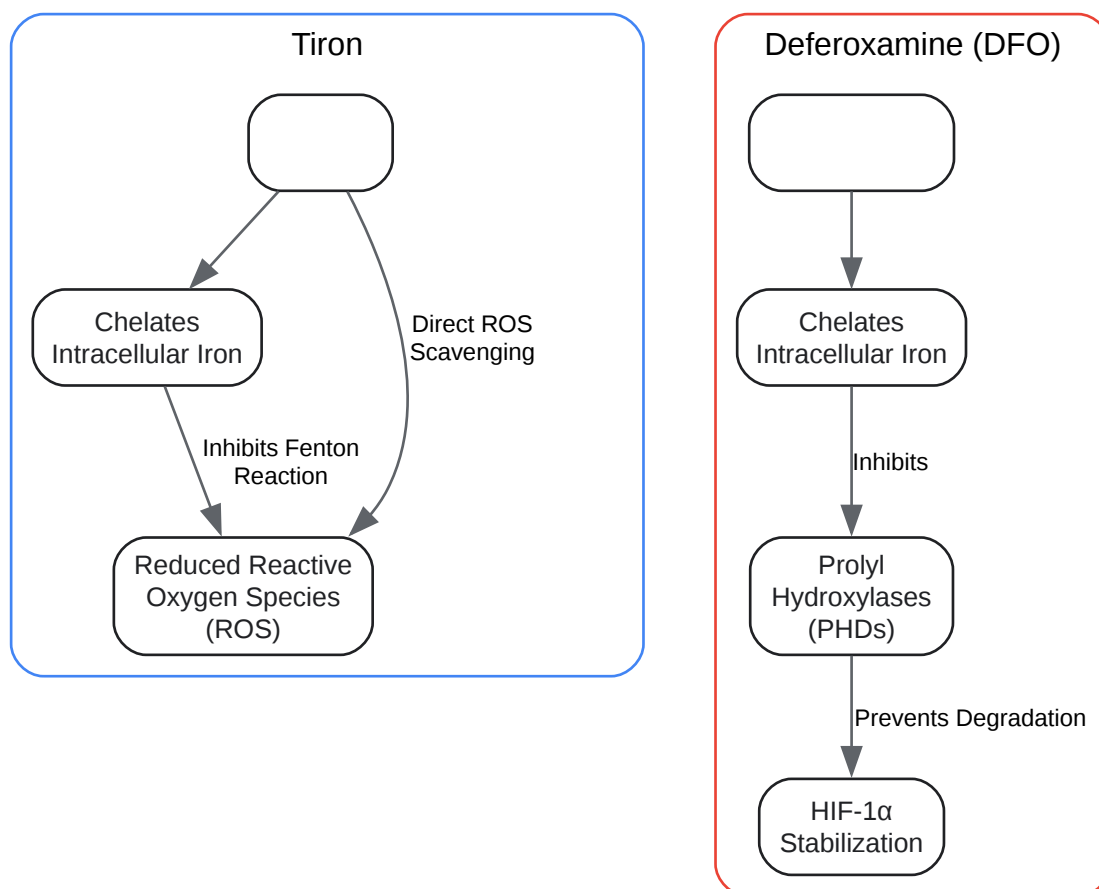 Tiron
Chelates
Intracellular Iron
Direct ROS
Scavenging
Inhibits Fenton
Reaction
Reduced Reactive
Oxygen Species
(ROS)
Deferoxamine (DFO)
Chelates
Intracellular Iron
Inhibits
Prolyl
Hydroxylases
(PHDs)
Prevents Degradation
HIF-1α
Stabilization